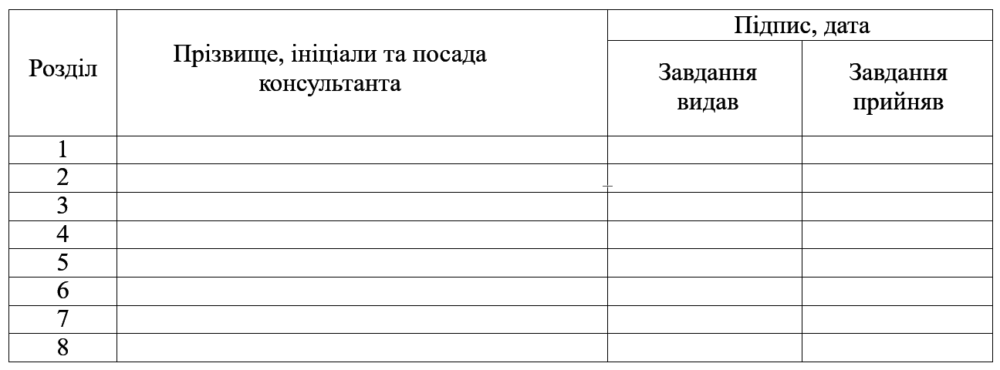 Розділ
Прізвище, ініціали та посада
консультанта
Підпис, дата
Завдання
видав
Завдання
прийняв
1
2
3
4
5
6
7
8